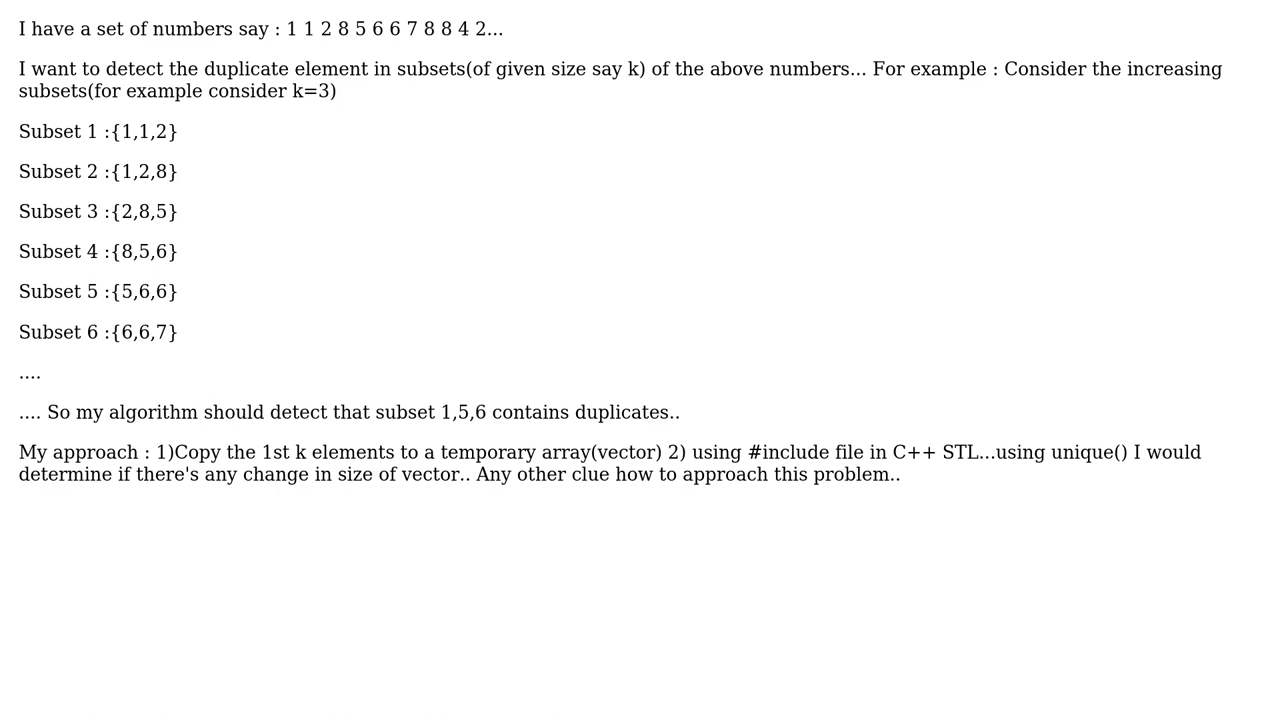 I have a set of numbers say : 1 1 2 8 5 6 6 7 8 8 4 2...
I want to detect the duplicate element in subsets(of given size say k) of the above numbers... For example : Consider the increasing
subsets(for example consider k=3)
Subset 1 :{1,1,2}
Subset 2 :{1,2,8}
Subset 3 :{2,8,5}
Subset 4 :{8,5,6}
Subset 5 :{5,6,6}
Subset 6 :{6,6,7}
....
.... So my algorithm should detect that subset 1,5,6 contains duplicates..
My approach : 1)Copy the 1st k elements to a temporary array(vector) 2) using #include file in C++ STL...using unique() I would
determine if there's any change in size of vector.. Any other clue how to approach this problem..